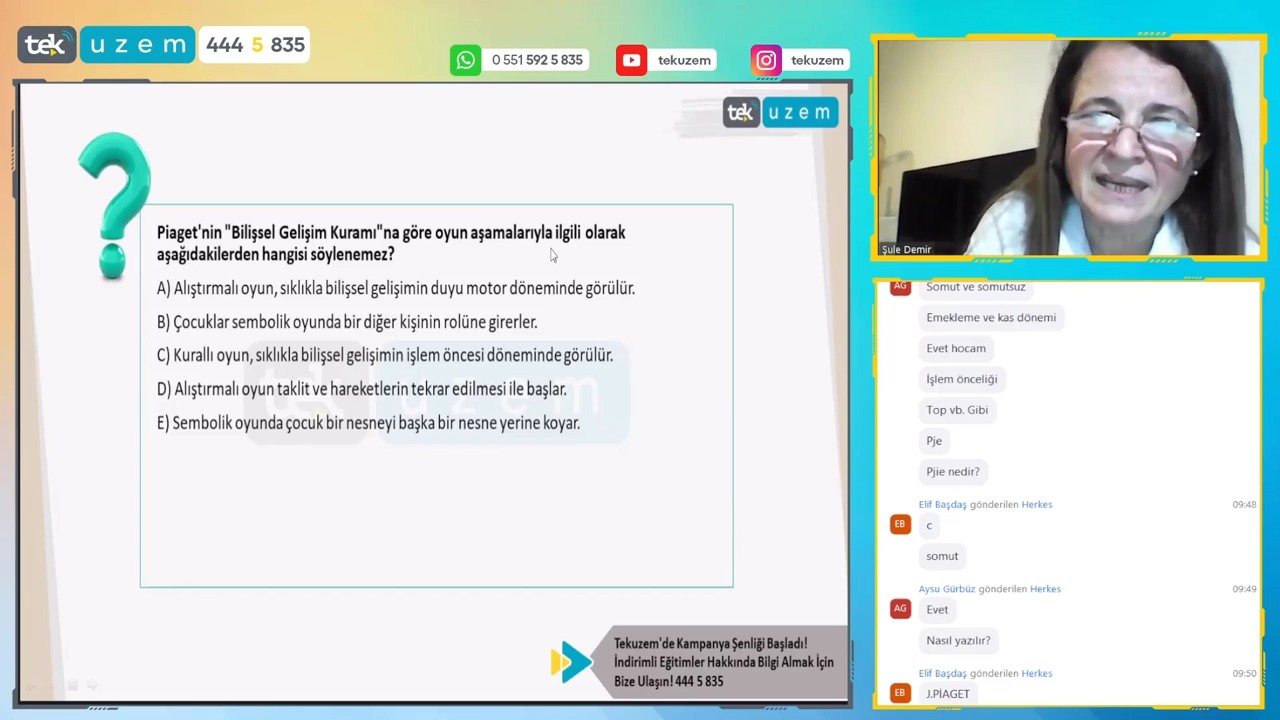 tek uzem 444 5 835
0 551 592 5 835
tekuzem
tekuzem
tek uzem
Piaget'nin "Bilişsel Gelişim Kuramı"na göre oyun aşamalarıyla ilgili olarak
aşağıdakilerden hangisi söylenemez?
A) Alıştırmalı oyun, sıklıkla bilişsel gelişimin duyu motor döneminde görülür.
B) Çocuklar sembolik oyunda bir diğer kişinin rolüne girerler.
C) Kurallı oyun, sıklıkla bilişsel gelişimin işlem öncesi döneminde görülür.
D) Alıştırmalı oyun taklit ve hareketlerin tekrar edilmesi ile başlar.
E) Sembolik oyunda çocuk bir nesneyi başka bir nesne yerine koyar.
tek uzem
Tekuzem'de Kampanya Şenliği Başladı!
İndirimli Eğitimler Hakkında Bilgi Almak İçin
Bize Ulaşın! 444 5 835
Şule Demir
AG Somut ve somutsuz
Emekleme ve kas dönemi
Evet hocam
İşlem önceliği
Top vb. Gibi
Pje
Pjie nedir?
Elif Başdaş gönderilen Herkes 09:48
EB c
somut
Aysu Gürbüz gönderilen Herkes 09:49
AG Evet
Nasıl yazılır?
Elif Başdaş gönderilen Herkes 09:50
EB J.PİAGET